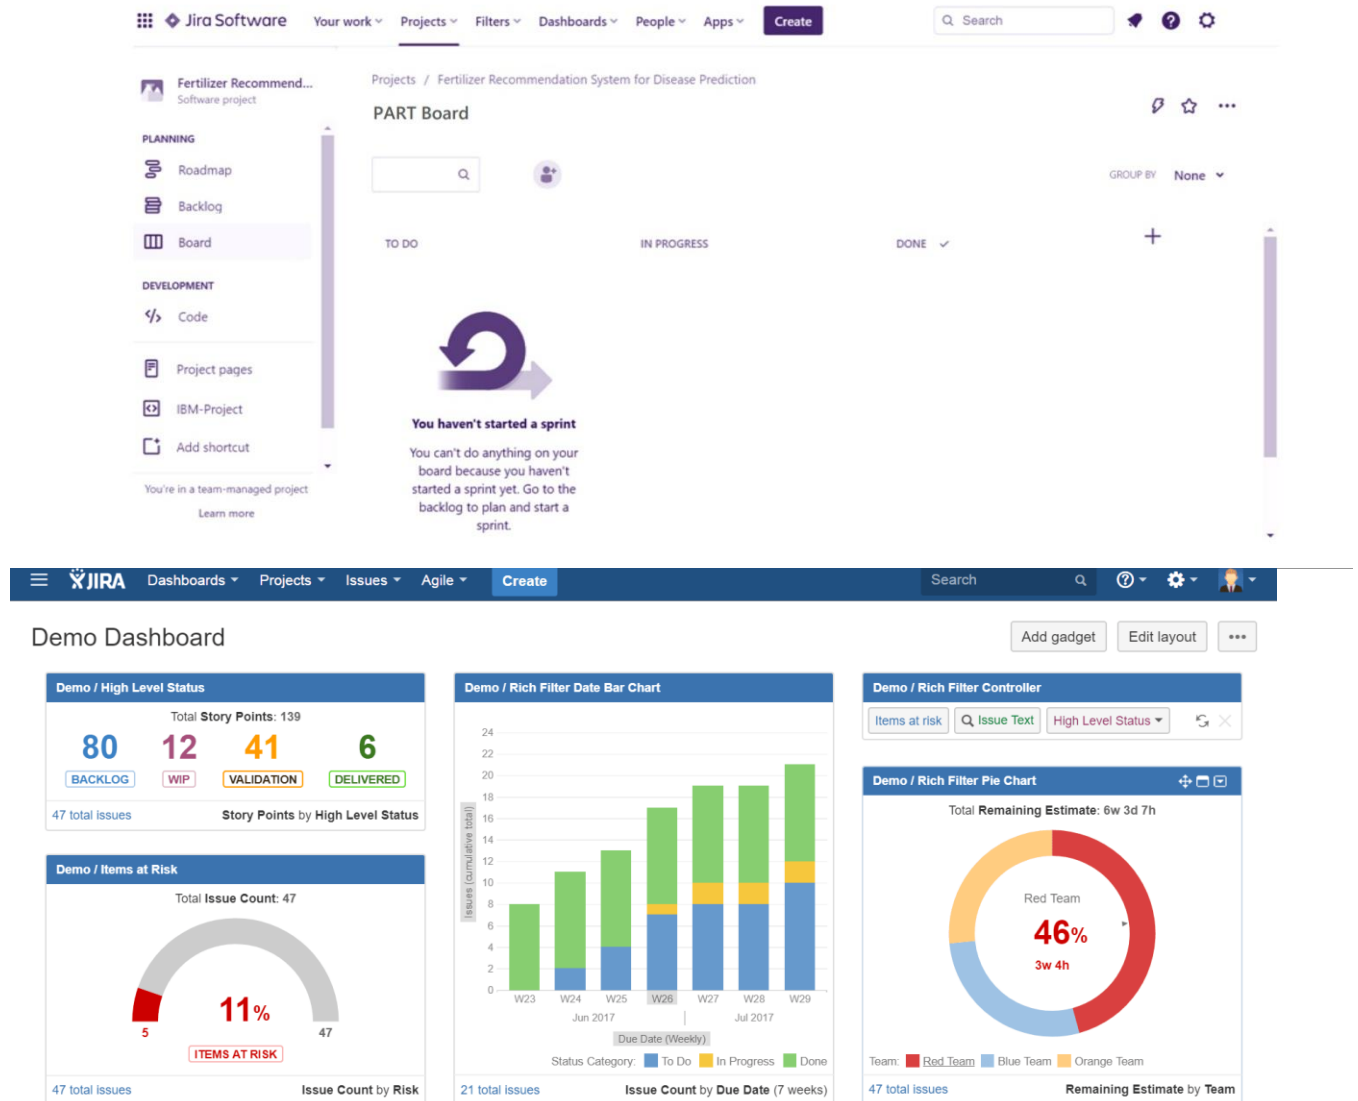 Jira Software Your work Projects Filters Dashboards People Apps Create Search
Fertilizer Recommend...
Software project
Projects / Fertilizer Recommendation System for Disease Prediction
PART Board
PLANNING
Roadmap
Backlog
Board
DEVELOPMENT
Code
Project pages
IBM-Project
Add shortcut
You're in a team-managed project
Learn more
GROUP BY None
TO DO IN PROGRESS DONE
You haven't started a sprint
You can't do anything on your
board because you haven't
started a sprint yet. Go to the
backlog to plan and start a
sprint.
JIRA Dashboards Projects Issues Agile Create Search
Demo Dashboard
Add gadget Edit layout
Demo / High Level Status
Total Story Points: 139
80 12 41 6
BACKLOG WIP VALIDATION DELIVERED
47 total issues Story Points by High Level Status
Demo / Items at Risk
Total Issue Count: 47
11%
5 47
ITEMS AT RISK
47 total issues Issue Count by Risk
Demo / Rich Filter Date Bar Chart
Issues (cumulative total)
24
22
20
18
16
14
12
10
8
6
4
2
0
W23 W24 W25 W26 W27 W28 W29
Jun 2017 Jul 2017
Due Date (Weekly)
Status Category: To Do In Progress Done
21 total issues Issue Count by Due Date (7 weeks)
Demo / Rich Filter Controller
Items at risk Issue Text High Level Status
Demo / Rich Filter Pie Chart
Total Remaining Estimate: 6w 3d 7h
Red Team
46%
3w 4h
Team: Red Team Blue Team Orange Team
47 total issues Remaining Estimate by Team